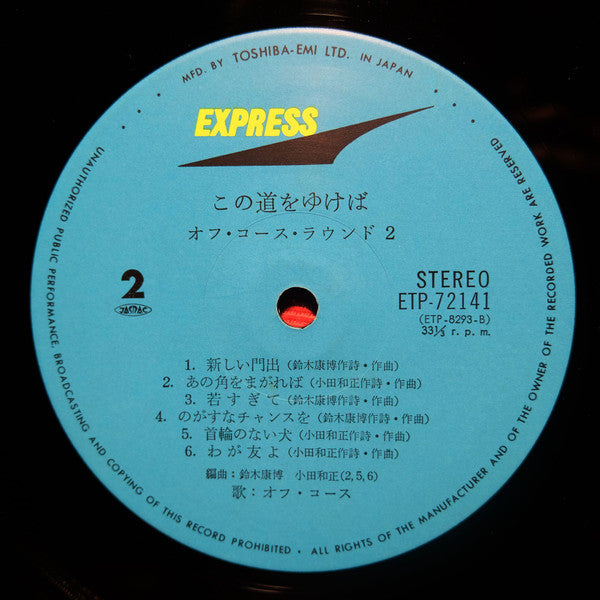 MFD. BY TOSHIBA-EMI LTD. IN JAPAN
EXPRESS
この道をゆけば
オフ・コース・ラウンド 2
2
JASRAC
STEREO
ETP-72141
(ETP-8293-B)
33⅓ r. p. m.
1. 新しい門出 (鈴木康博作詩・作曲)
2. あの角をまがれば (小田和正作詩・作曲)
3. 若すぎて (鈴木康博作詩・作曲)
4. のがすなチャンスを (鈴木康博作詩・作曲)
5. 首輪のない犬 (小田和正作詩・作曲)
6. わが友よ (小田和正作詩・作曲)
編曲：鈴木康博 小田和正(2, 5, 6)
歌：オフ・コース
UNAUTHORIZED PUBLIC PERFORMANCE, BROADCASTING AND COPYING OF THIS RECORD PROHIBITED • ALL RIGHTS OF THE MANUFACTURER AND OF THE OWNER OF THE RECORDED WORK ARE RESERVED